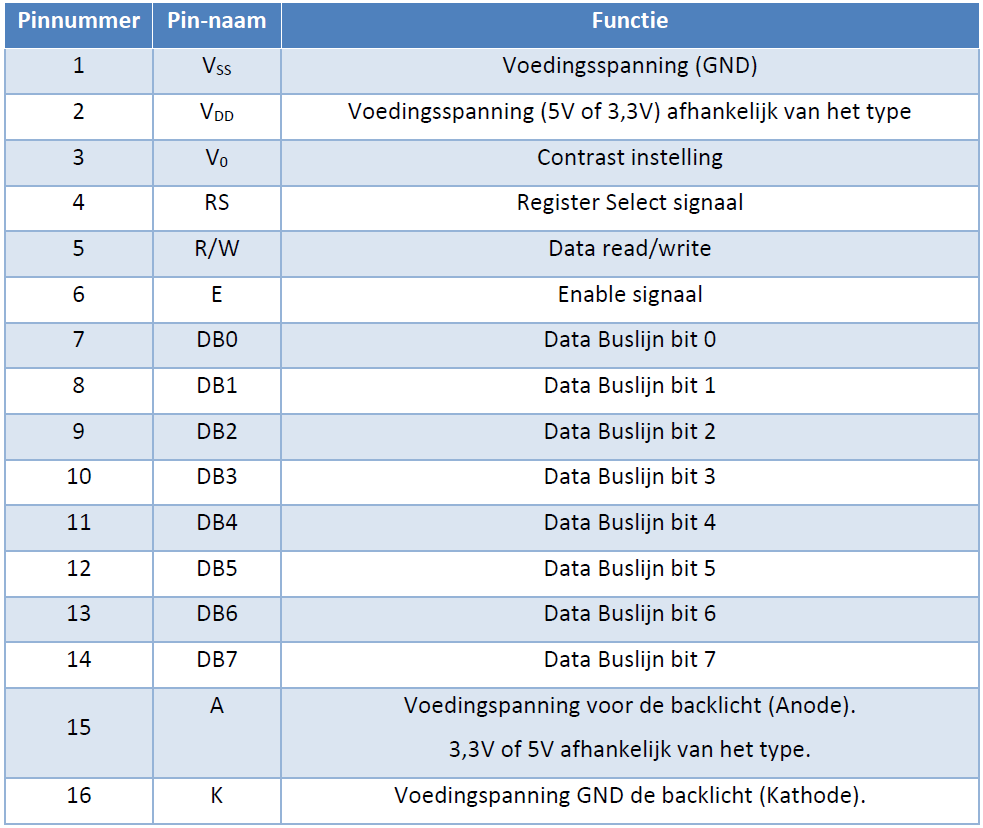 Pinnummer Pin-naam Functie
1 VSS Voedingsspanning (GND)
2 VDD Voedingsspanning (5V of 3,3V) afhankelijk van het type
3 V0 Contrast instelling
4 RS Register Select signaal
5 R/W Data read/write
6 E Enable signaal
7 DB0 Data Buslijn bit 0
8 DB1 Data Buslijn bit 1
9 DB2 Data Buslijn bit 2
10 DB3 Data Buslijn bit 3
11 DB4 Data Buslijn bit 4
12 DB5 Data Buslijn bit 5
13 DB6 Data Buslijn bit 6
14 DB7 Data Buslijn bit 7
15 A Voedingspanning voor de backlicht (Anode).
3,3V of 5V afhankelijk van het type.
16 K Voedingspanning GND de backlicht (Kathode).